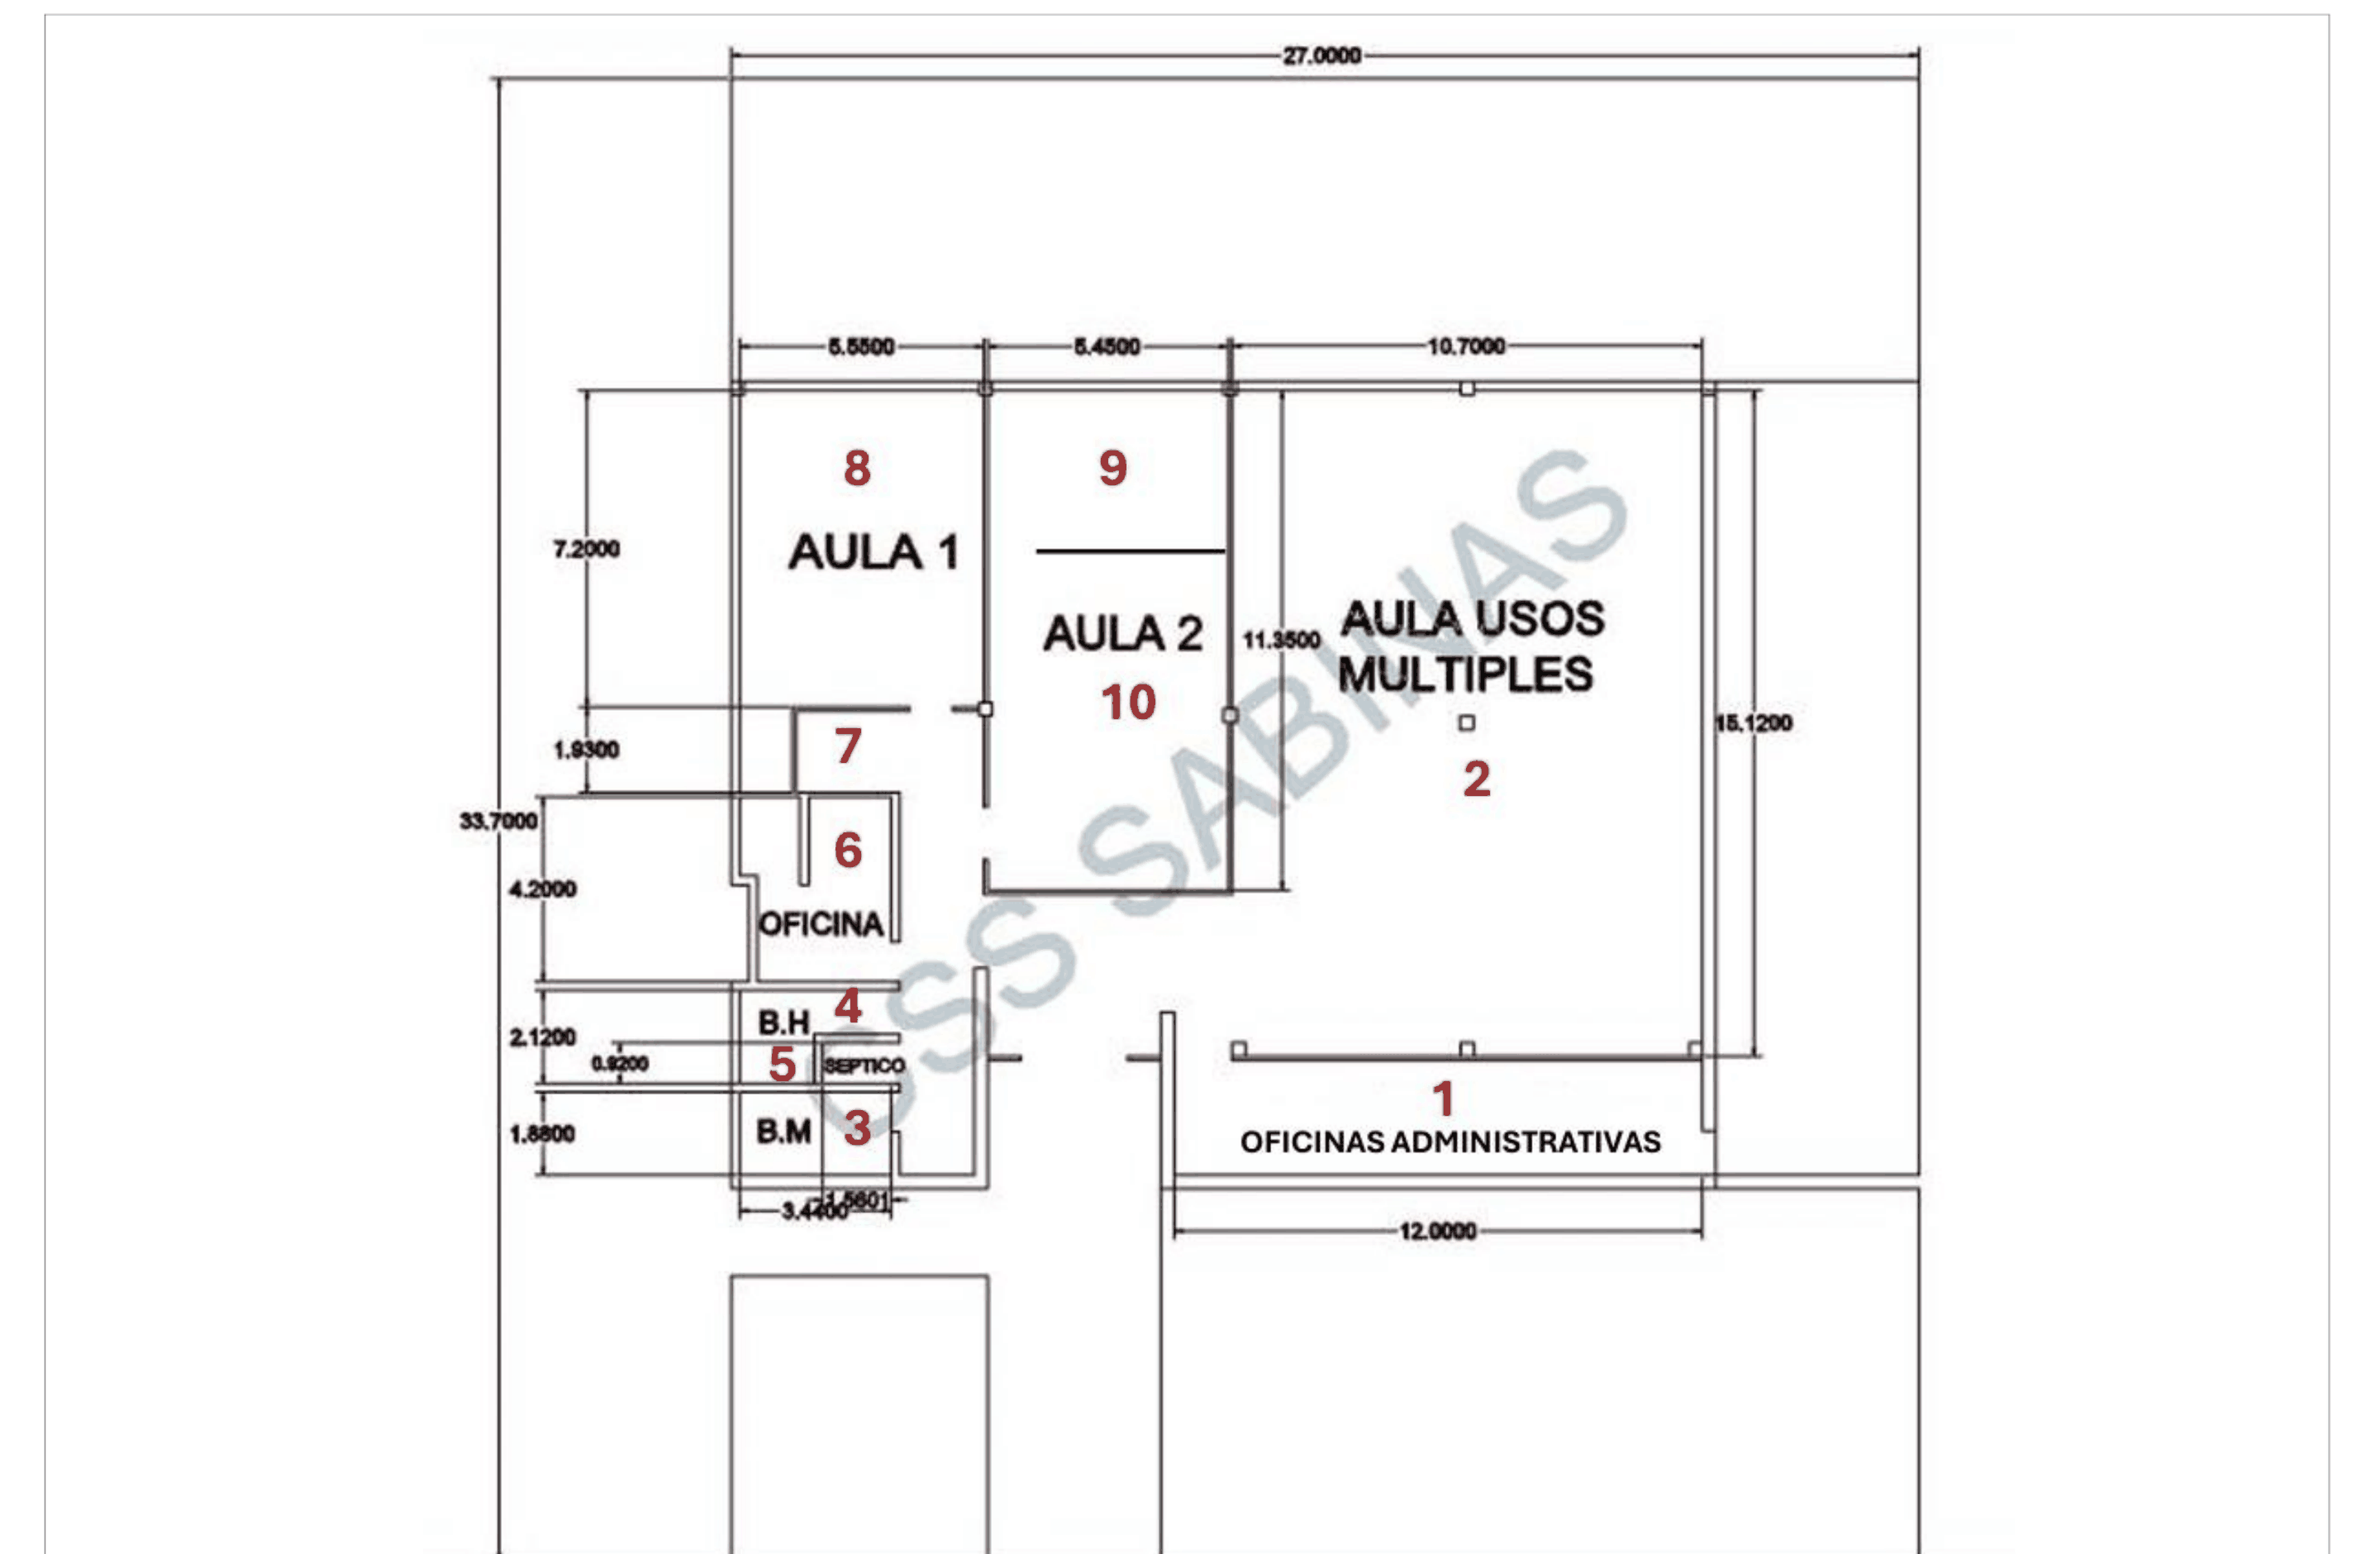 27.0000
5.5500
5.4500
10.7000
8
9
AULA 1
7.2000
AULA USOS
MULTIPLES
AULA 2
11.3500
10
15.1200
7
1.9300
2
33.7000
6
4.2000
OFICINA
4
B.H
2.1200
0.9200
5
SEPTICO
1
3
B.M
1.8800
OFICINAS ADMINISTRATIVAS
1.5601
3.4400
12.0000
CSS SABINAS